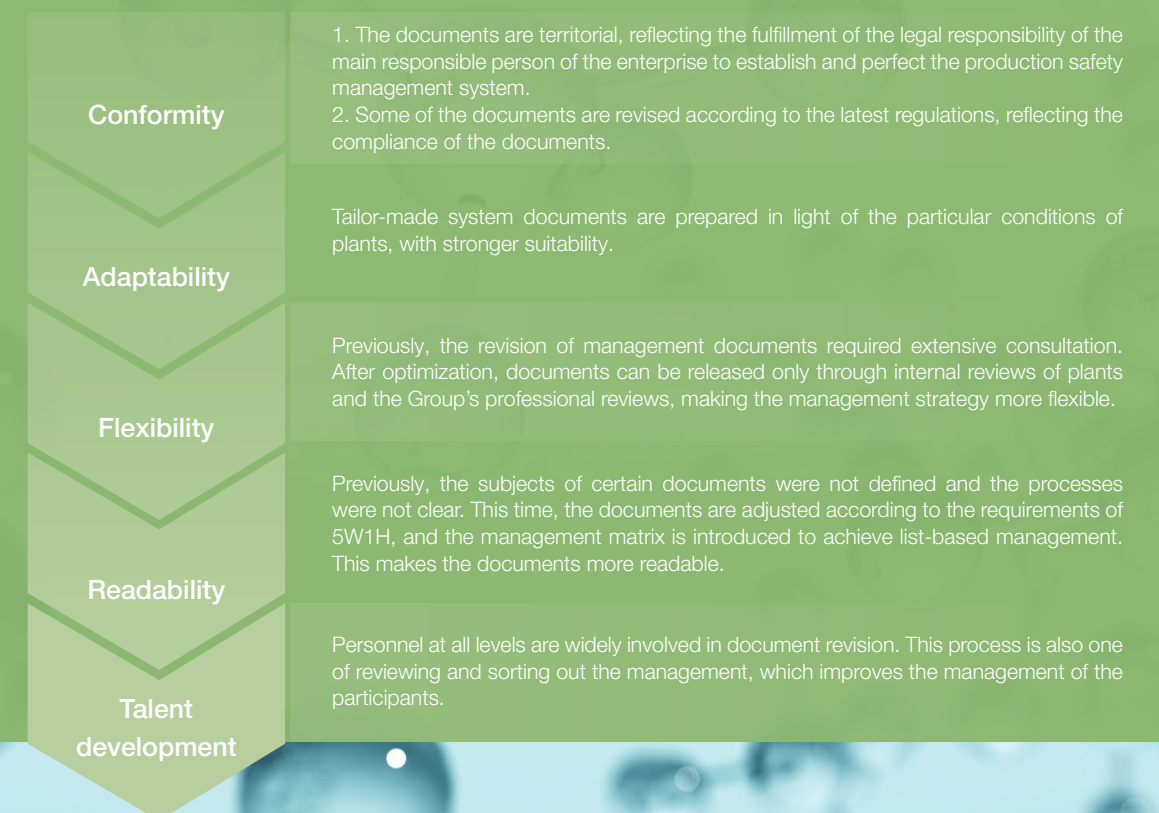 Conformity
1. The documents are territorial, reflecting the fulfillment of the legal responsibility of the
main responsible person of the enterprise to establish and perfect the production safety
management system.
2. Some of the documents are revised according to the latest regulations, reflecting the
compliance of the documents.
Adaptability
Tailor-made system documents are prepared in light of the particular conditions of
plants, with stronger suitability.
Flexibility
Previously, the revision of management documents required extensive consultation.
After optimization, documents can be released only through internal reviews of plants
and the Group's professional reviews, making the management strategy more flexible.
Readability
Previously, the subjects of certain documents were not defined and the processes
were not clear. This time, the documents are adjusted according to the requirements of
5W1H, and the management matrix is introduced to achieve list-based management.
This makes the documents more readable.
Talent
development
Personnel at all levels are widely involved in document revision. This process is also one
of reviewing and sorting out the management, which improves the management of the
participants.